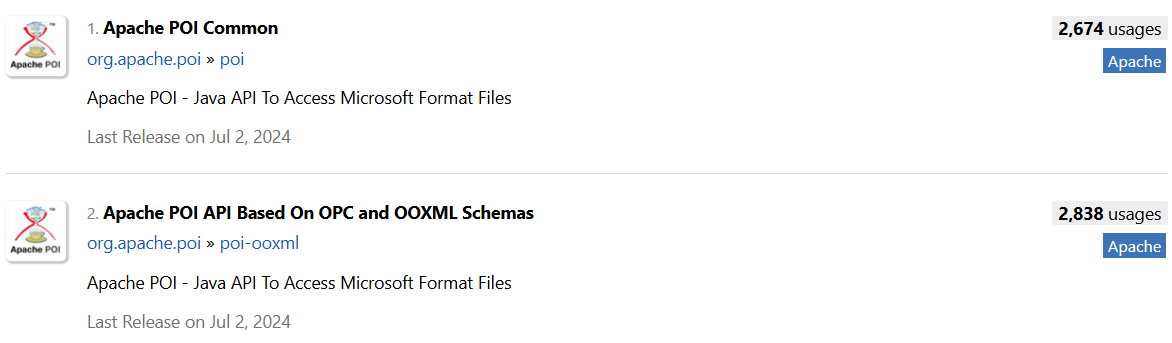 1. Apache POI Common
2,674 usages
org.apache.poi » poi
Apache
Apache POI - Java API To Access Microsoft Format Files
Last Release on Jul 2, 2024
Apache POI
2. Apache POI API Based On OPC and OOXML Schemas
2,838 usages
org.apache.poi » poi-ooxml
Apache
Apache POI - Java API To Access Microsoft Format Files
Last Release on Jul 2, 2024
Apache POI